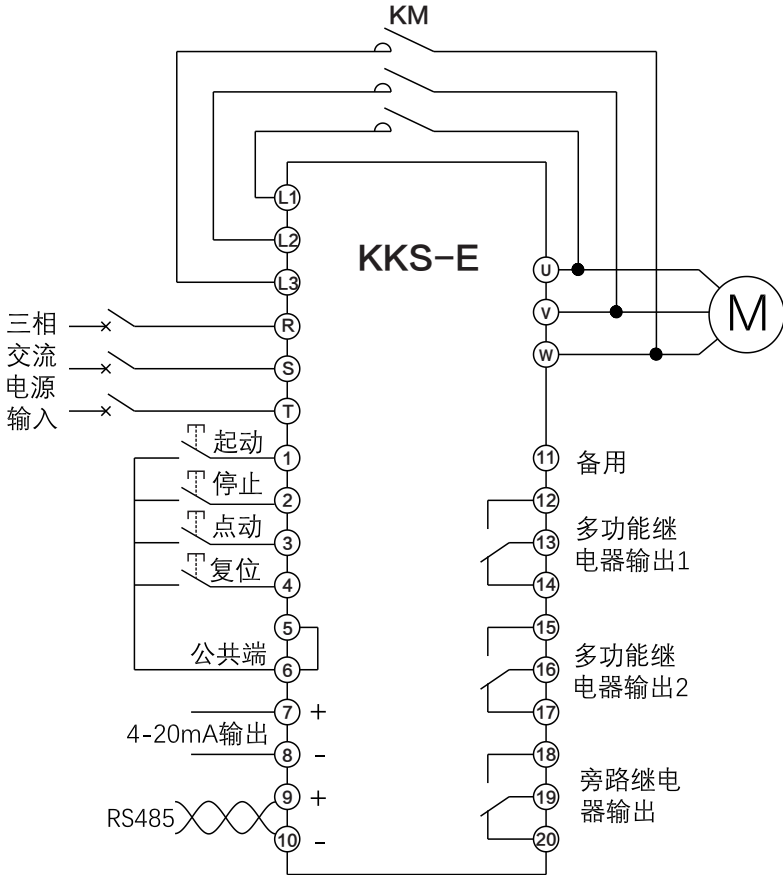 KM
L1
L2
KKS-E
L3
U
V
W
M
三相
交流
电源
输入
R
S
T
起动
1
停止
2
点动
3
复位
4
5
公共端
6
7
+
4-20mA输出
8
-
9
+
RS485
10
-
11
备用
12
13
14
多功能继
电器输出1
15
16
17
多功能继
电器输出2
18
19
20
旁路继电
器输出